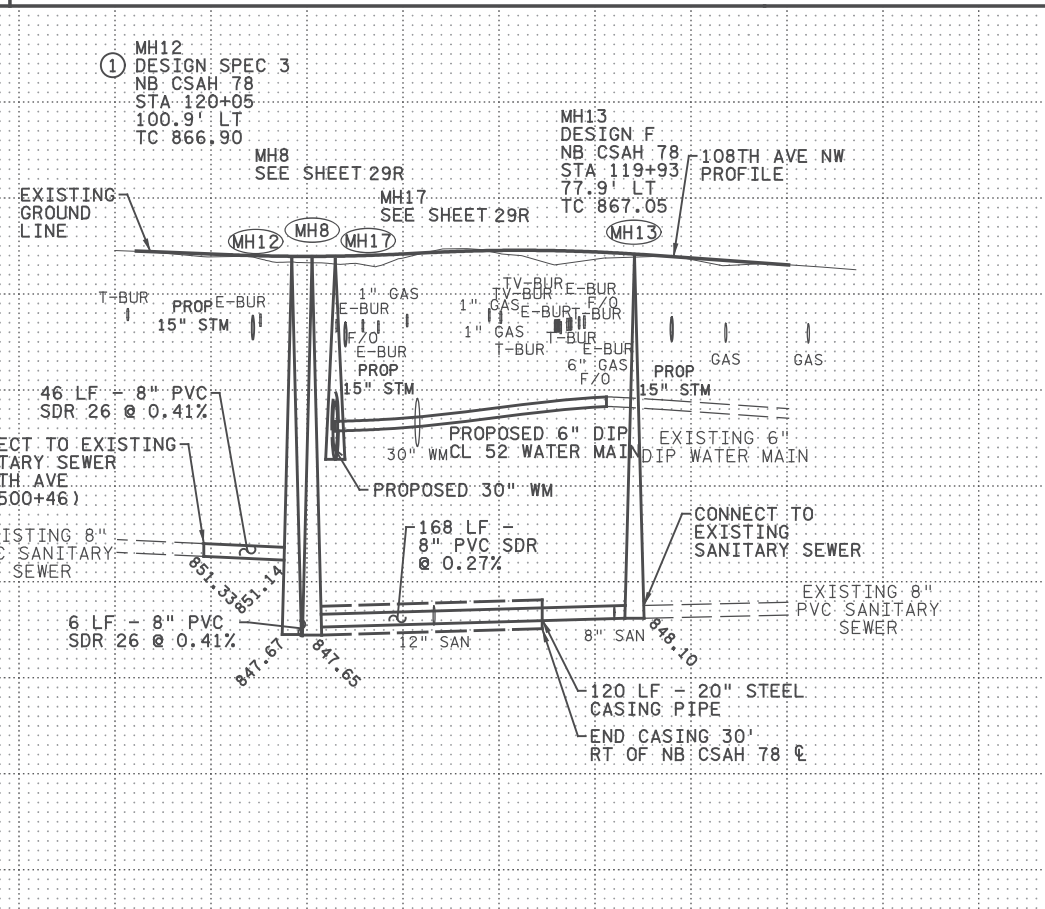 MH12
1 DESIGN SPEC 3
NB CSAH 78
STA 120+05
100.9' LT
TC 866.90
MH8
SEE SHEET 29R
MH17
SEE SHEET 29R
MH13
DESIGN F
NB CSAH 78
STA 119+93
77.9' LT
TC 867.05
108TH AVE NW
PROFILE
EXISTING
GROUND
LINE
MH12
MH8
MH17
MH13
T-BUR
PROP
15" STM
E-BUR
1" GAS
E-BUR
F/O
E-BUR
PROP
15" STM
TV-BUR
TV-BUR
E-BUR
F/O
1" GAS
E-BUR
T-BUR
1" GAS
T-BUR
T-BUR
E-BUR
6" GAS
F/O
PROP
15" STM
GAS
GAS
46 LF - 8" PVC
SDR 26 @ 0.41%
ECT TO EXISTING
TARY SEWER
TH AVE
500+46)
30" WM
PROPOSED 6" DIP
CL 52 WATER MAIN
EXISTING 6"
DIP WATER MAIN
PROPOSED 30" WM
ISTING 8"
C SANITARY
SEWER
851.33
851.14
168 LF -
8" PVC SDR
@ 0.27%
CONNECT TO
EXISTING
SANITARY SEWER
EXISTING 8"
PVC SANITARY
SEWER
6 LF - 8" PVC
SDR 26 @ 0.41%
847.67
847.65
12" SAN
8" SAN
848.10
120 LF - 20" STEEL
CASING PIPE
END CASING 30'
RT OF NB CSAH 78 ℄